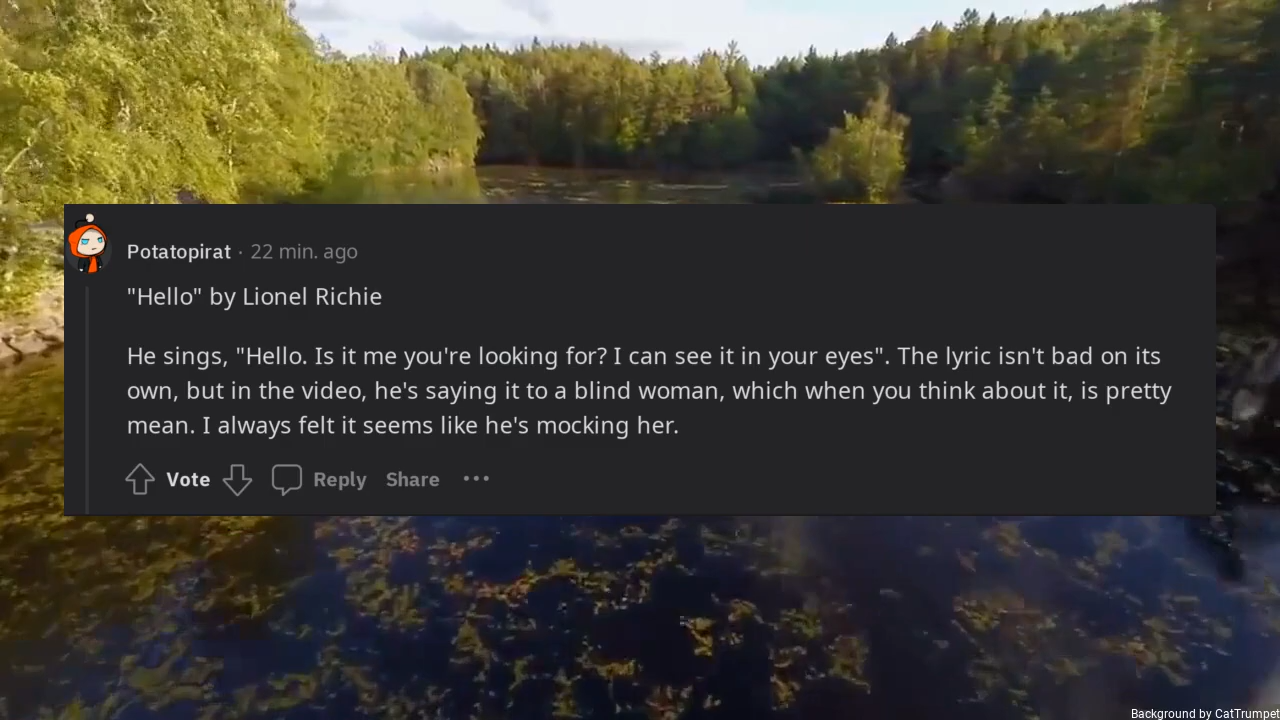 Potatopirat · 22 min. ago
"Hello" by Lionel Richie
He sings, "Hello. Is it me you're looking for? I can see it in your eyes". The lyric isn't bad on its
own, but in the video, he's saying it to a blind woman, which when you think about it, is pretty
mean. I always felt it seems like he's mocking her.
Vote Reply Share ···
Background by CatTrumpet